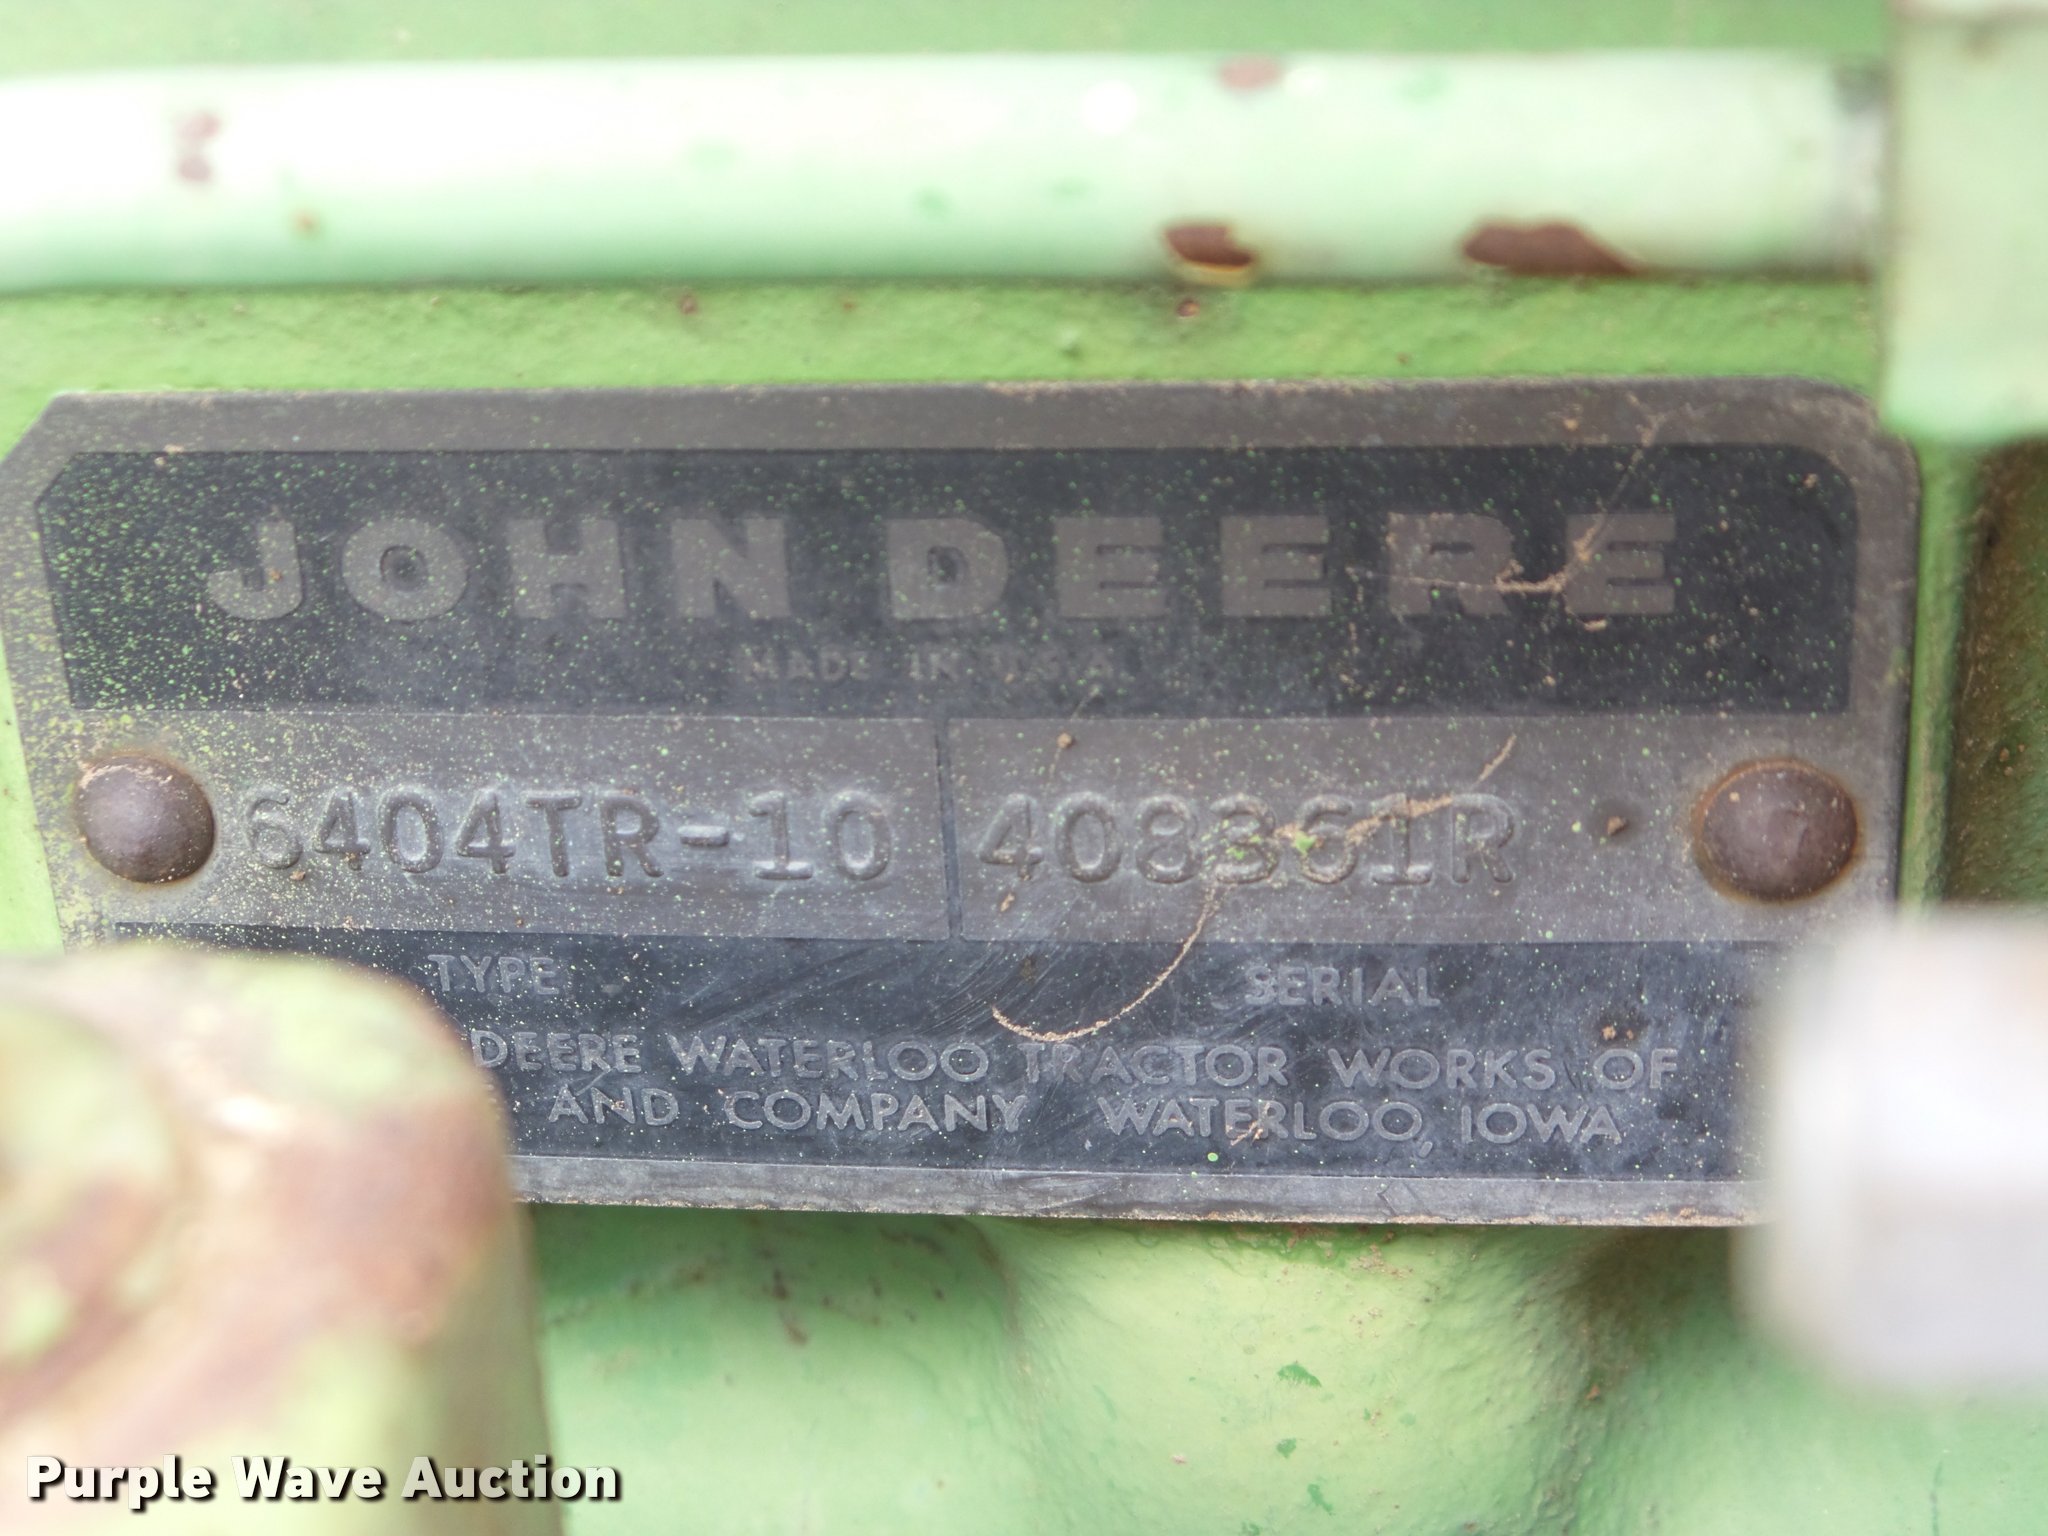 JOHN DEERE
MADE IN U.S.A.
6404TR-10 408361R
TYPE SERIAL
DEERE WATERLOO TRACTOR WORKS OF
AND COMPANY WATERLOO, IOWA
Purple Wave Auction